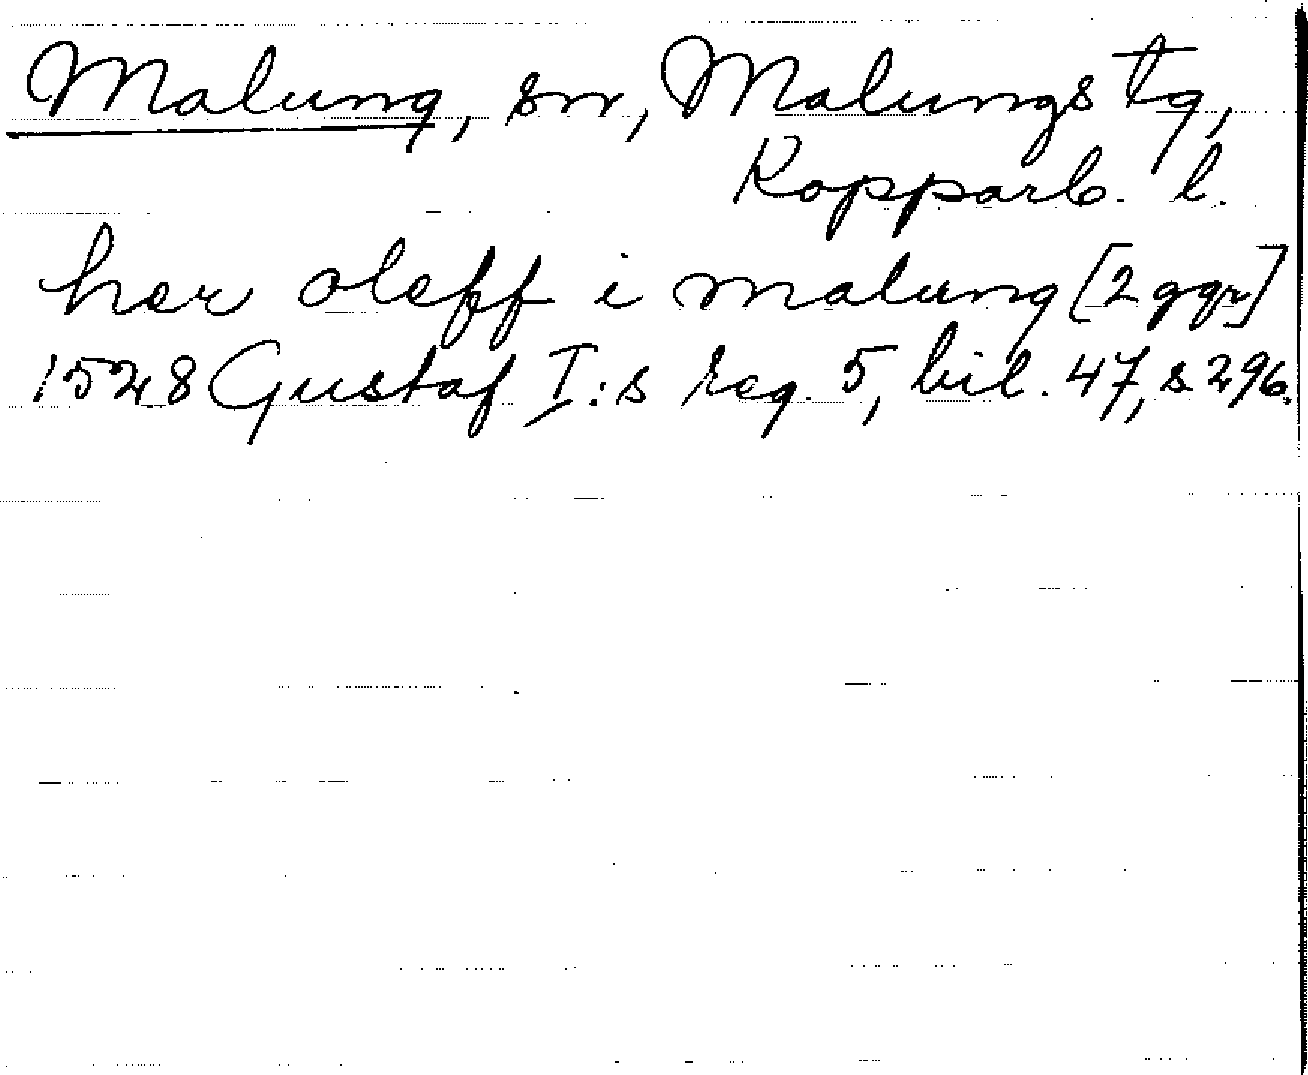 Malung, sn, Malungs tg,
Kopparb. l.
her oleff i malung [2 ggr]
1528 Gustaf I:s reg. 5, bil. 47, s 296.